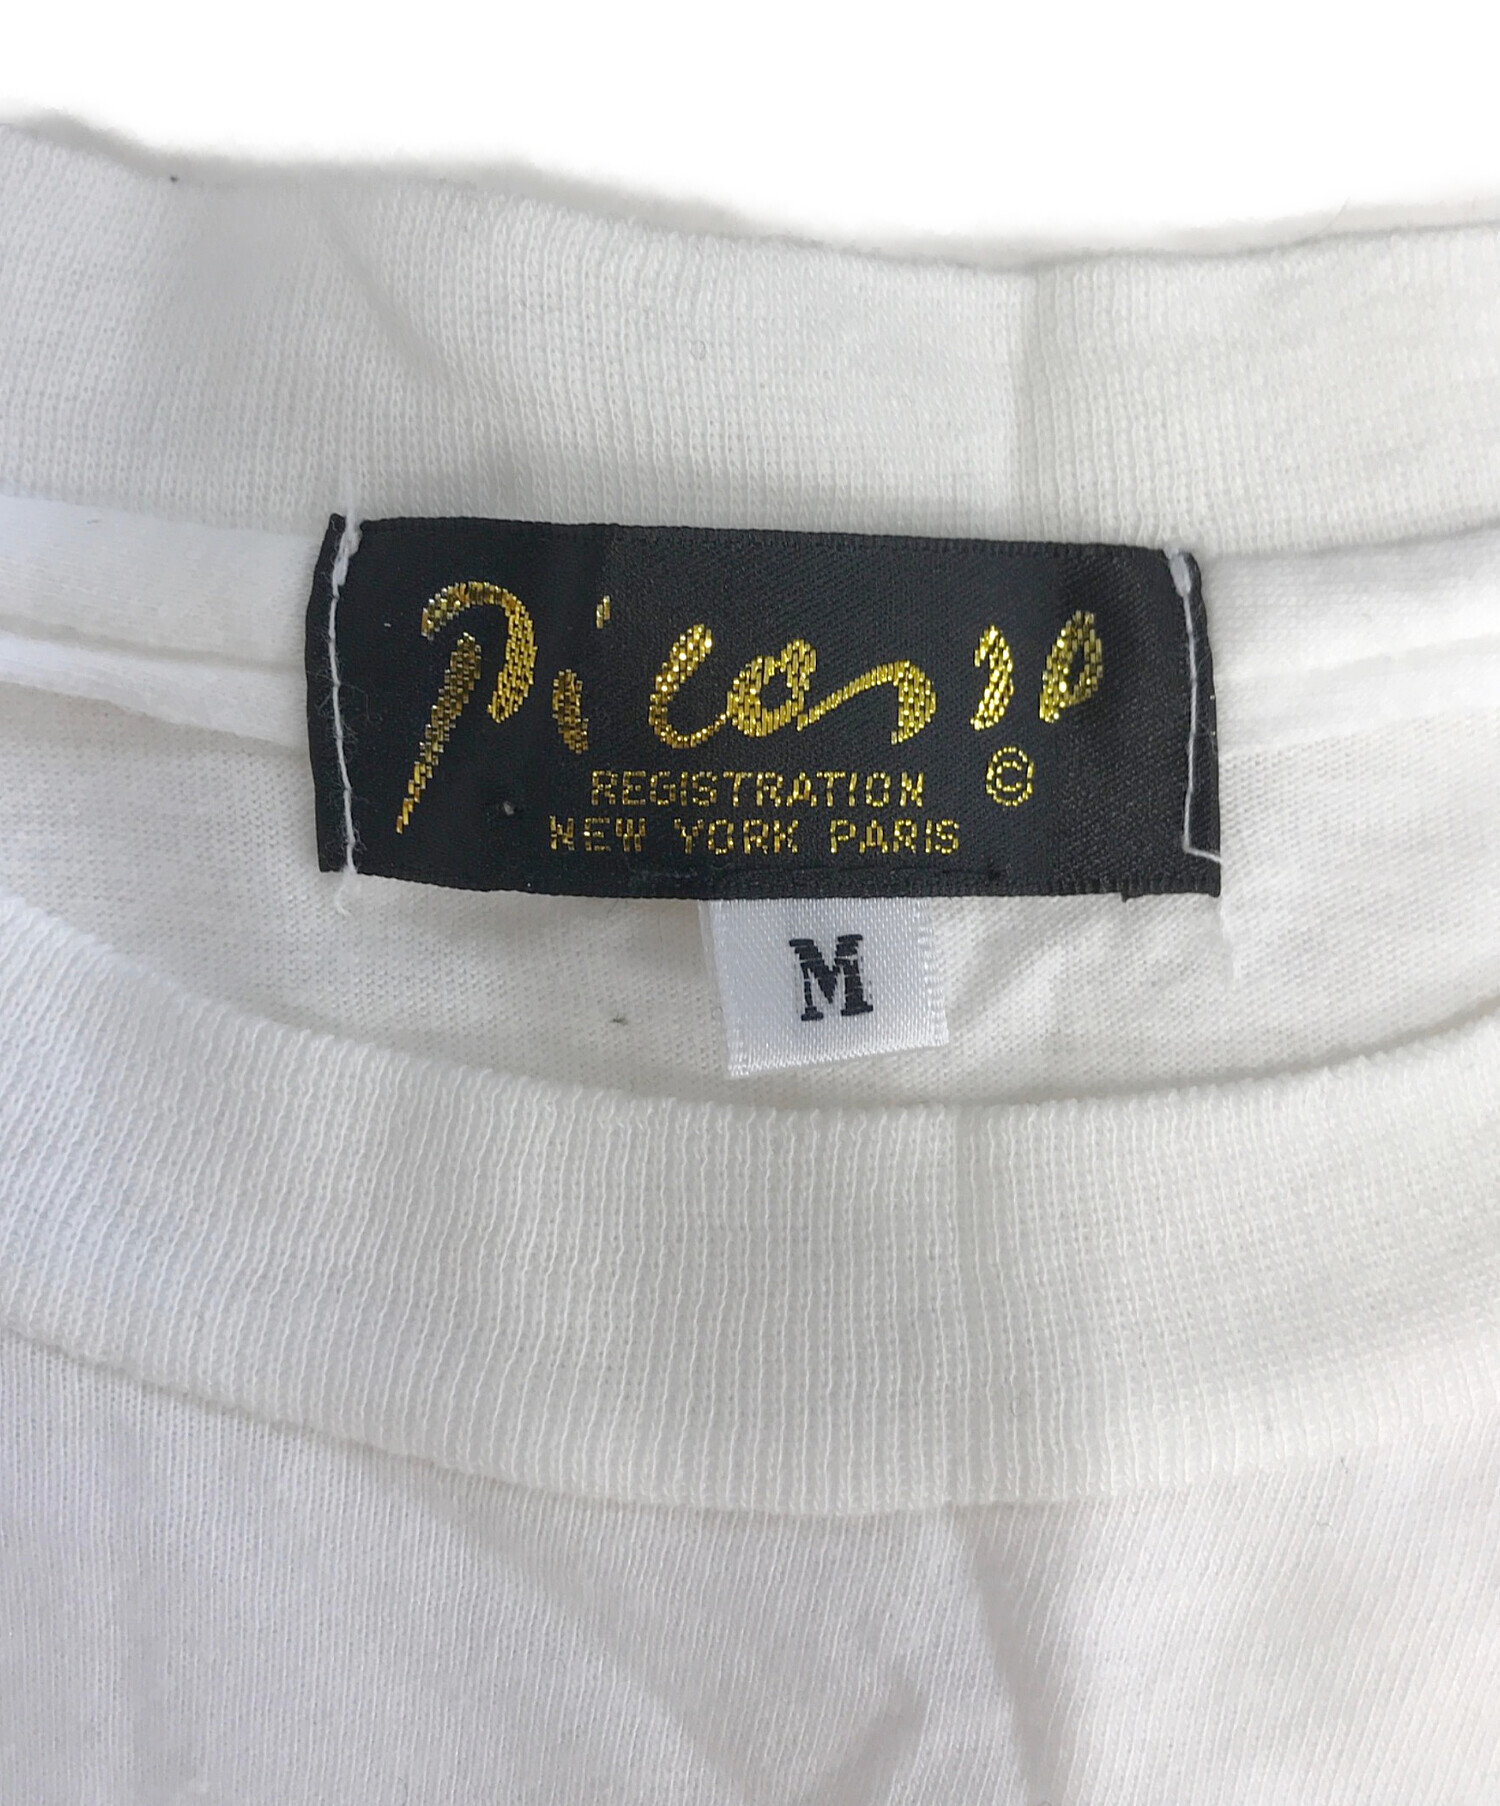 Picasso
REGISTRATION ©
NEW YORK PARIS
M